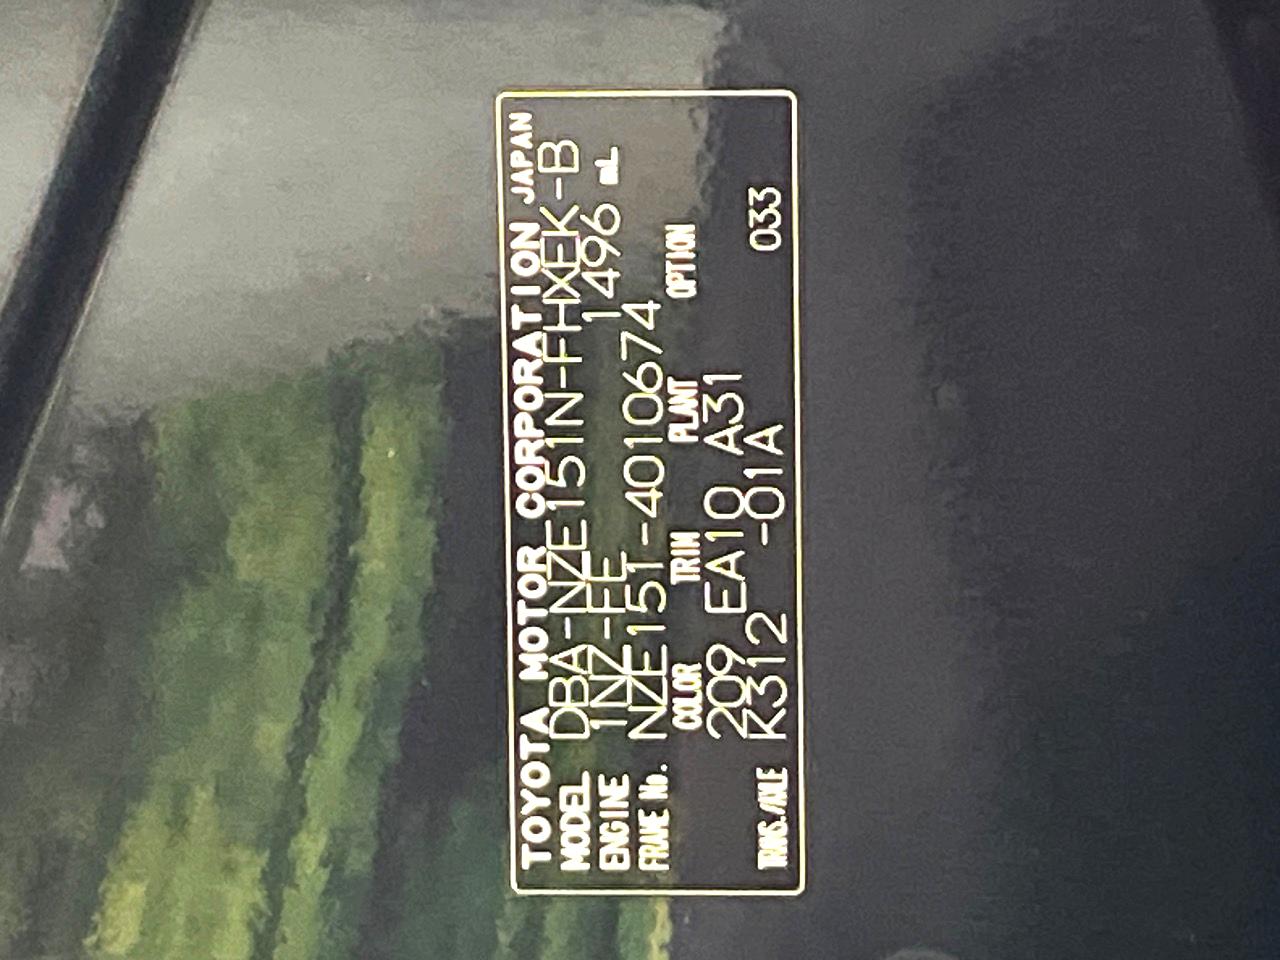 TOYOTA MOTOR CORPORATION JAPAN
MODEL DBA-NZE151N-FHXEK-B
ENGINE 1NZ-FE 1496 mL
FRAME No. NZE151-4010674
COLOR TRIM PLANT OPTION
209 EA10 A31
TRANS./AXLE K312 -01A 033